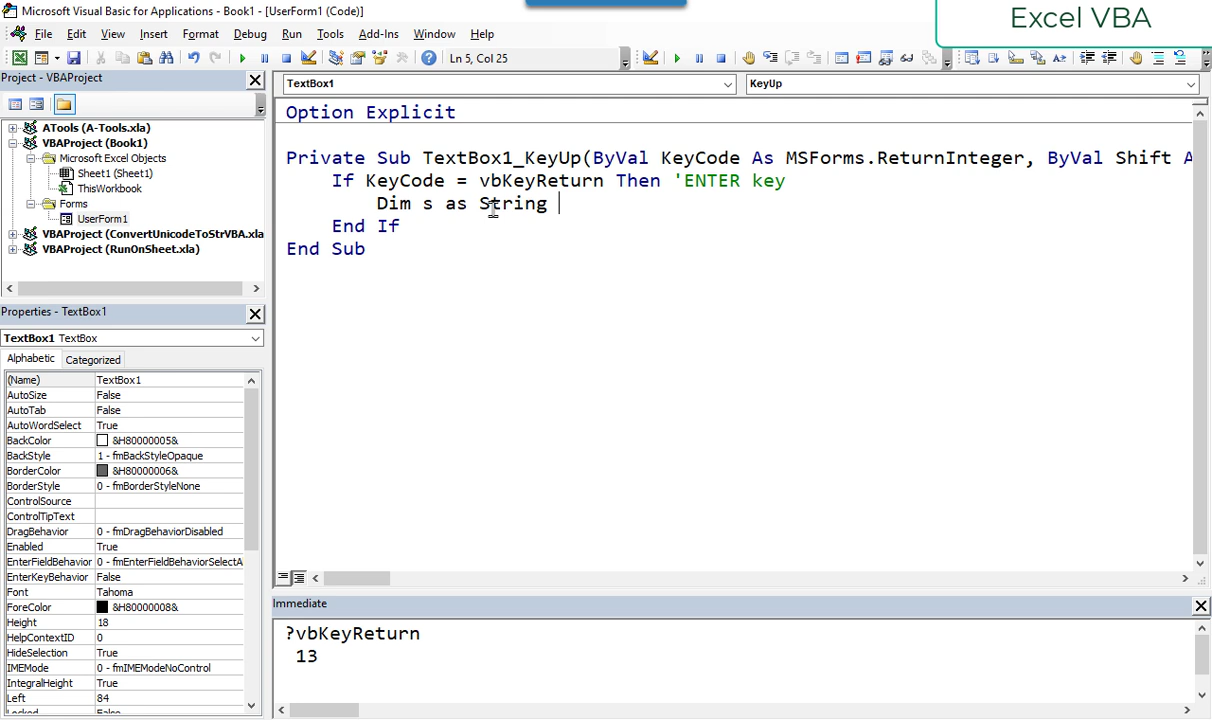 Microsoft Visual Basic for Applications - Book1 - [UserForm1 (Code)]
Excel VBA
File Edit View Insert Format Debug Run Tools Add-Ins Window Help
Ln 5, Col 25
Project - VBAProject
ATools (A-Tools.xla)
VBAProject (Book1)
Microsoft Excel Objects
Sheet1 (Sheet1)
ThisWorkbook
Forms
UserForm1
VBAProject (ConvertUnicodeToStrVBA.xla
VBAProject (RunOnSheet.xla)
Properties - TextBox1
TextBox1 TextBox
Alphabetic Categorized
(Name) TextBox1
AutoSize False
AutoTab False
AutoWordSelect True
BackColor &H80000005&
BackStyle 1 - fmBackStyleOpaque
BorderColor &H80000006&
BorderStyle 0 - fmBorderStyleNone
ControlSource
ControlTipText
DragBehavior 0 - fmDragBehaviorDisabled
Enabled True
EnterFieldBehavior 0 - fmEnterFieldBehaviorSelectA
EnterKeyBehavior False
Font Tahoma
ForeColor &H80000008&
Height 18
HelpContextID 0
HideSelection True
IMEMode 0 - fmIMEModeNoControl
IntegralHeight True
Left 84
Locked False
TextBox1 KeyUp
Option Explicit
Private Sub TextBox1_KeyUp(ByVal KeyCode As MSForms.ReturnInteger, ByVal Shift A
If KeyCode = vbKeyReturn Then 'ENTER key
Dim s as String
End If
End Sub
Immediate
?vbKeyReturn
13